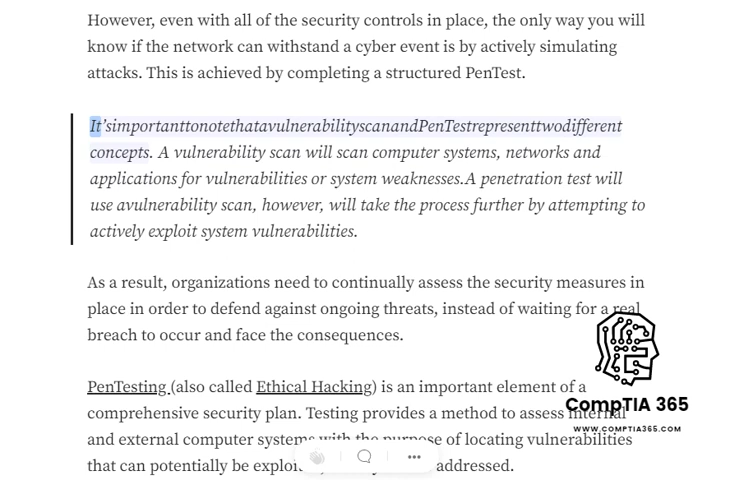 However, even with all of the security controls in place, the only way you will
know if the network can withstand a cyber event is by actively simulating
attacks. This is achieved by completing a structured PenTest.
It'simportanttonotethatavulnerabilityscanandPenTestrepresenttwodifferent
concepts. A vulnerability scan will scan computer systems, networks and
applications for vulnerabilities or system weaknesses.A penetration test will
use avulnerability scan, however, will take the process further by attempting to
actively exploit system vulnerabilities.
As a result, organizations need to continually assess the security measures in
place in order to defend against ongoing threats, instead of waiting for a real
breach to occur and face the consequences.
PenTesting (also called Ethical Hacking) is an important element of a
comprehensive security plan. Testing provides a method to assess internal
and external computer systems with the purpose of locating vulnerabilities
that can potentially be addressed.
CompTIA 365
WWW.COMPTIA365.COM